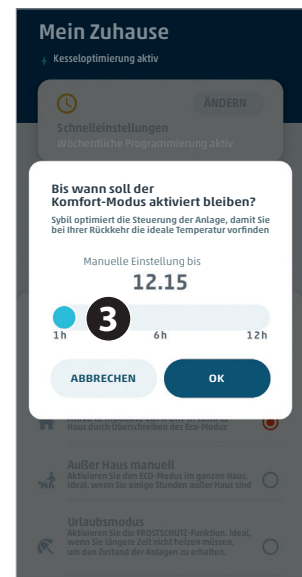 Mein Zuhause
Kesseloptimierung aktiv
ÄNDERN
Schnelleinstellungen
Wöchentliche Programmierung aktiv
Bis wann soll der
Komfort-Modus aktiviert bleiben?
Sybil optimiert die Steuerung der Anlage, damit Sie
bei Ihrer Rückkehr die ideale Temperatur vorfinden
Manuelle Einstellung bis
12.15
3
1h 6h 12h
ABBRECHEN OK
Haus durch Überschreiben des Eco-Modus
Außer Haus manuell
Aktivieren Sie den ECO-Modus im ganzen Haus.
Ideal, wenn Sie einige Stunden außer Haus sind
Urlaubsmodus
Aktivieren Sie die FROSTSCHUTZ-Funktion. Ideal,
wenn Sie längere Zeit nicht heizen müssen,
um den Zustand der Anlagen zu erhalten.